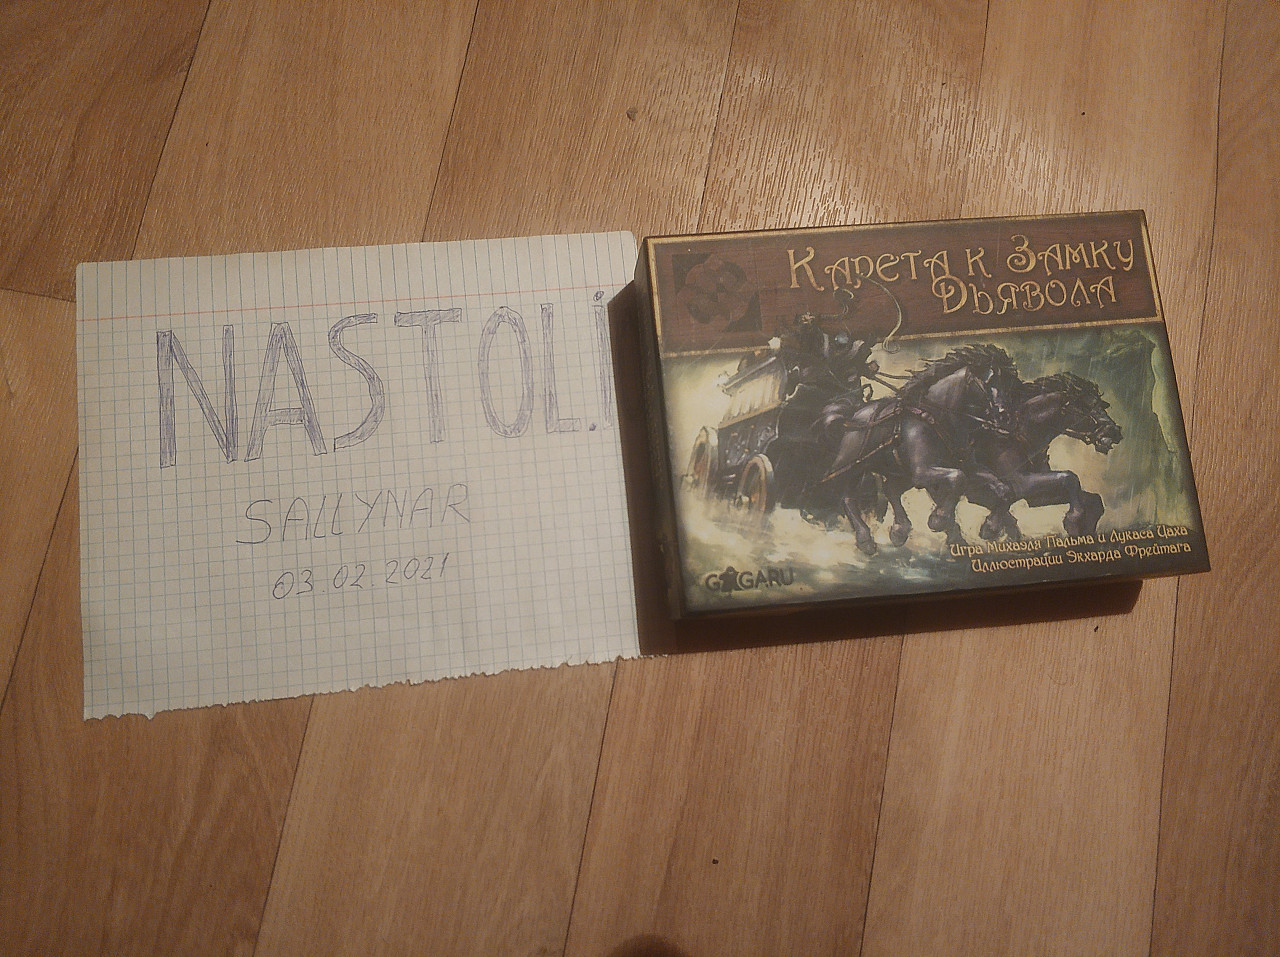 NASTOLI
SALLYNAR
03.02.2021
Карета к Замку
Дьявола
Игра Михаэля Пальма и Лукаса Цаха
Иллюстрации Экхарда Фрейтага
GAGARU